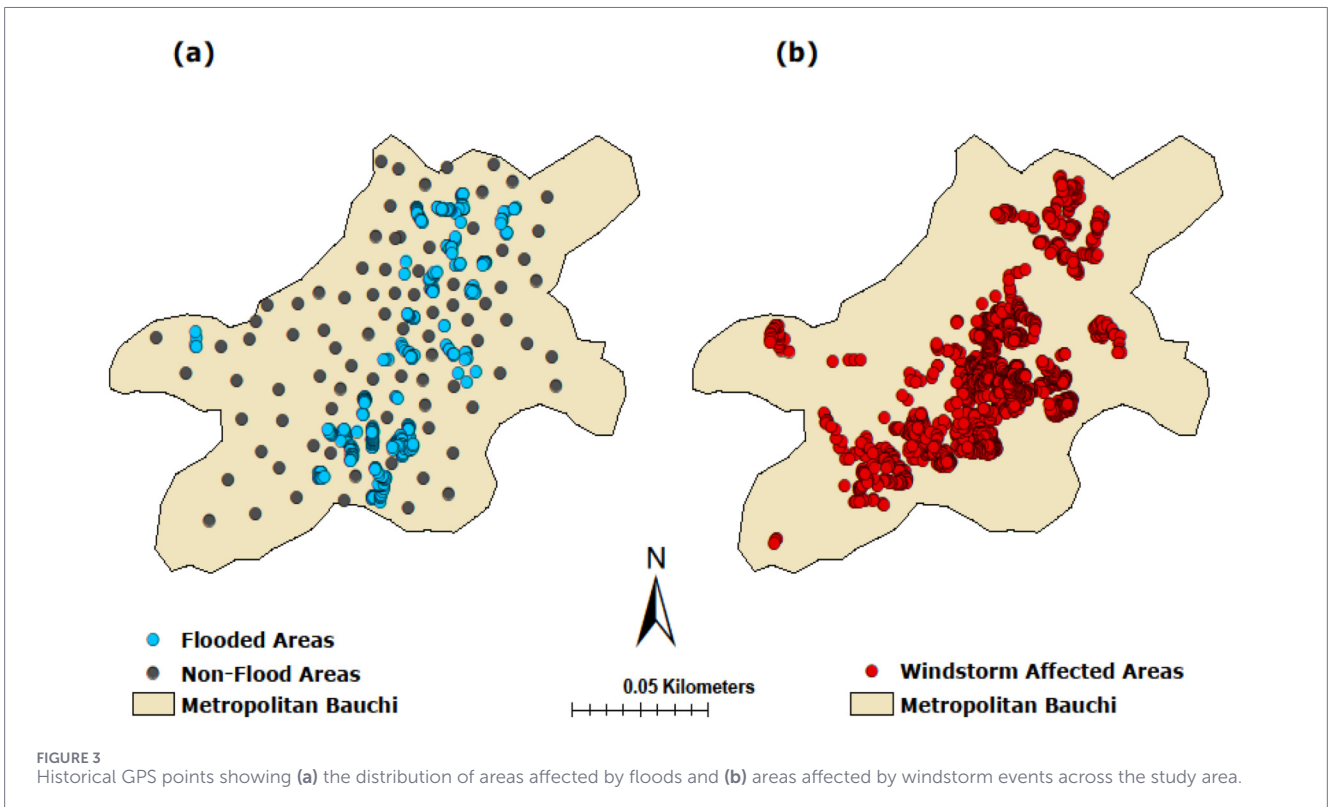 (a)
(b)
N
Flooded Areas
Non-Flood Areas
Metropolitan Bauchi
0.05 Kilometers
Windstorm Affected Areas
Metropolitan Bauchi
FIGURE 3
Historical GPS points showing (a) the distribution of areas affected by floods and (b) areas affected by windstorm events across the study area.